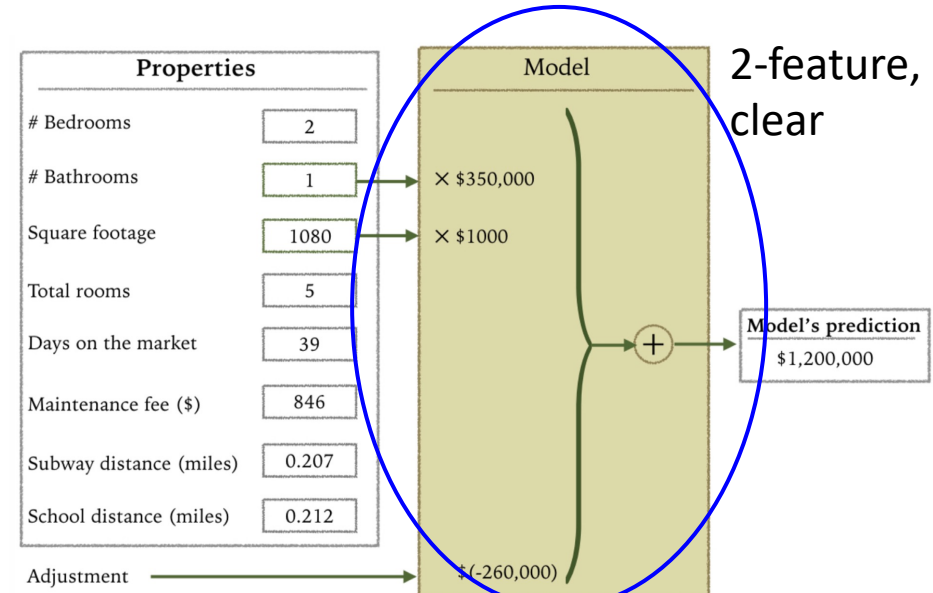 Properties
# Bedrooms 2
# Bathrooms 1
Square footage 1080
Total rooms 5
Days on the market 39
Maintenance fee ($) 846
Subway distance (miles) 0.207
School distance (miles) 0.212
Adjustment
Model
× $350,000
× $1000
$(-260,000)
+
2-feature,
clear
Model's prediction
$1,200,000